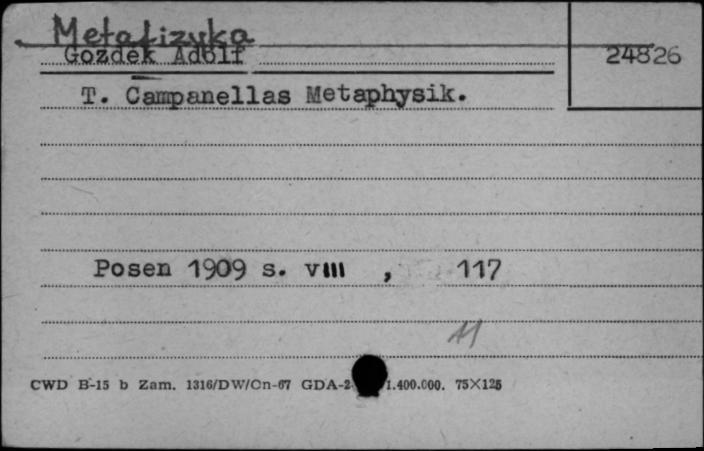 Metafizyka
Gozdek Adolf 24826
T. Campanellas Metaphysik.
Posen 1909 s. VIII , 117
11
CWD B-15 b Zam. 1316/DW/Cn-67 GDA-2 1.400.000. 75X125